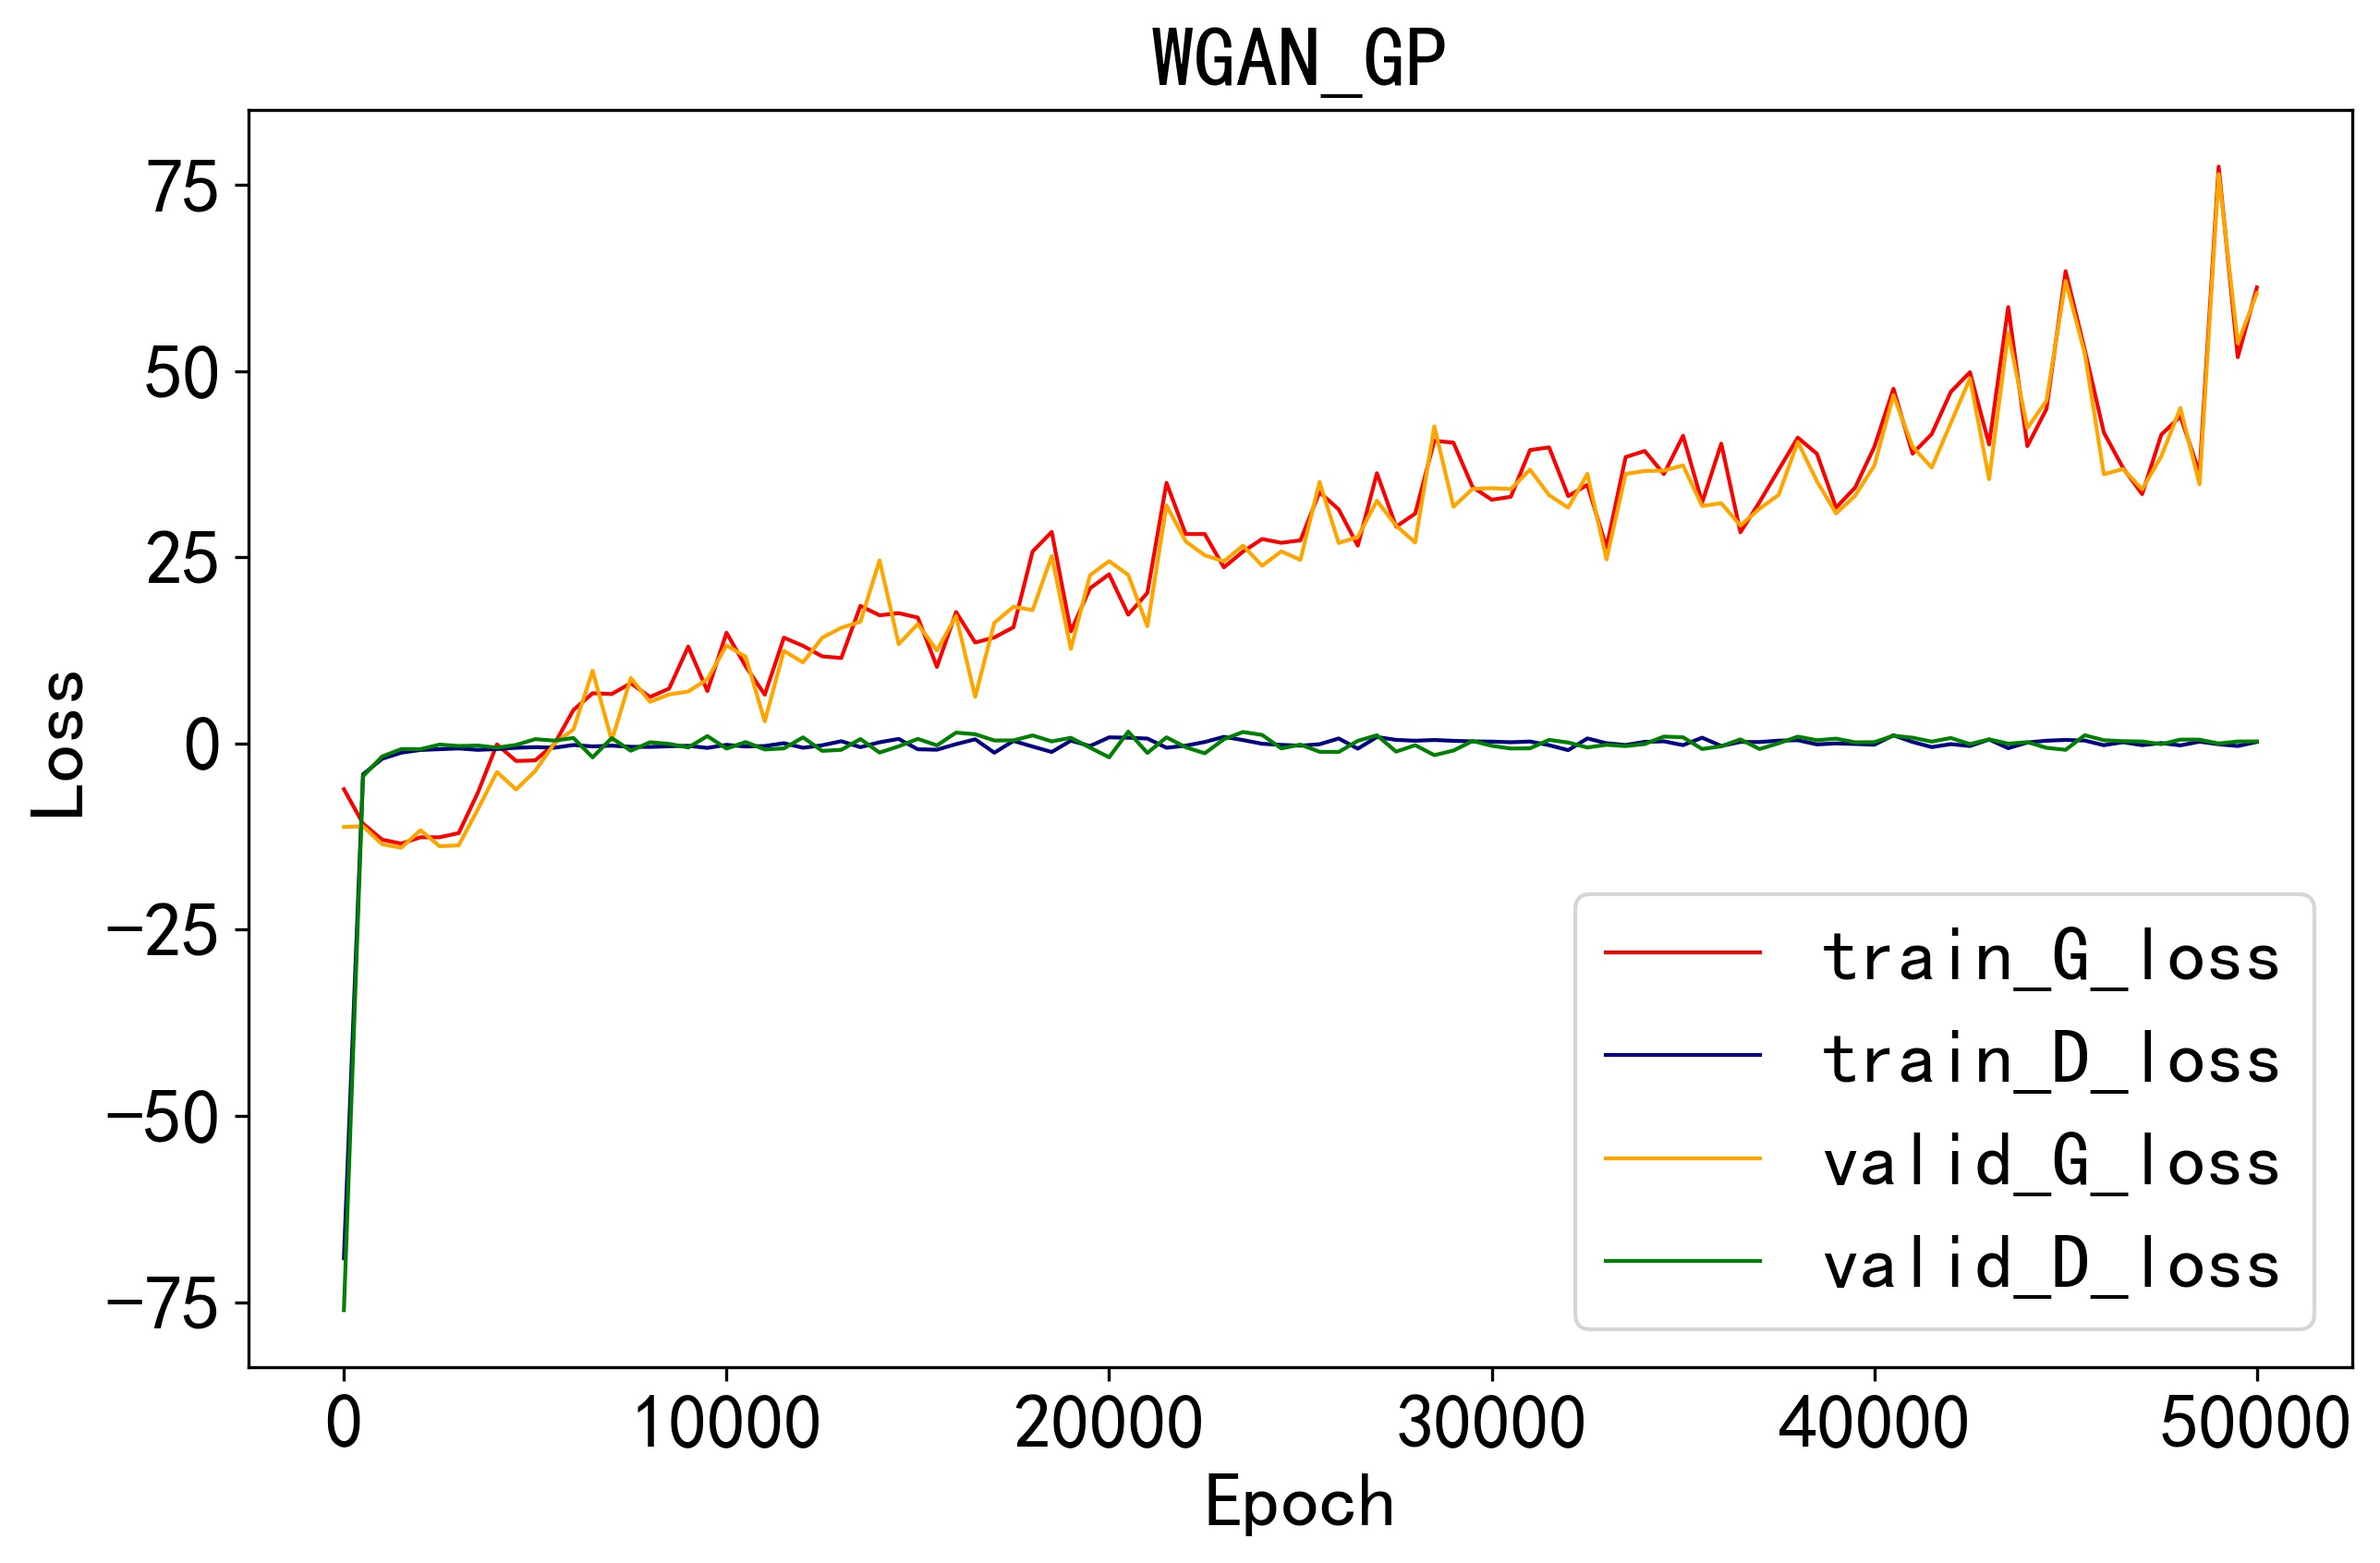 WGAN_GP
75
50
25
0
−25
−50
−75
Loss
0 10000 20000 30000 40000 50000
Epoch
train_G_loss
train_D_loss
valid_G_loss
valid_D_loss